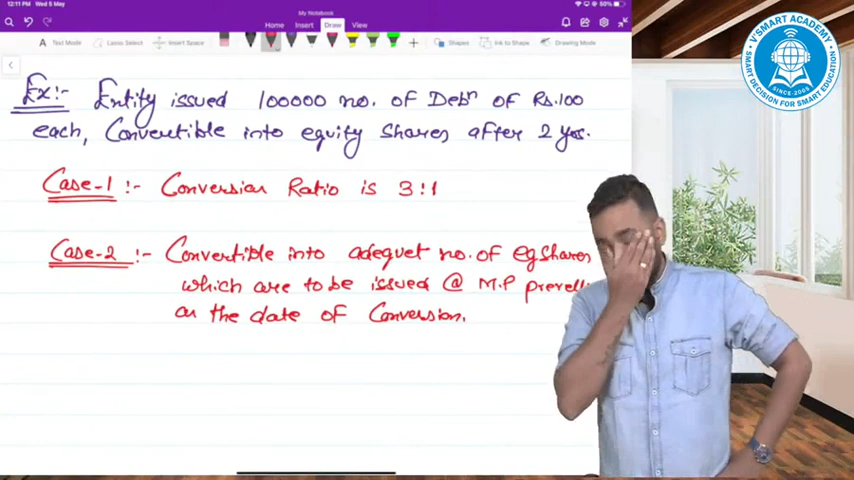 12:11 PM Wed 5 May
50%
My Notebook
Home Insert Draw View
Text Mode Lasso Select Insert Space Shapes Ink to Shape Drawing Mode
Ex:- Entity issued 100000 no. of Debn of Rs.100
each, Convertible into equity shares after 2 yrs.
Case-1 :- Conversion Ratio is 3:1
Case-2 :- Convertible into adequet no. of eq shares
which are to be issued @ M.P prevelli
on the date of Conversion.
V'SMART ACADEMY
SMART DECISION FOR SMART EDUCATION
SINCE-2005